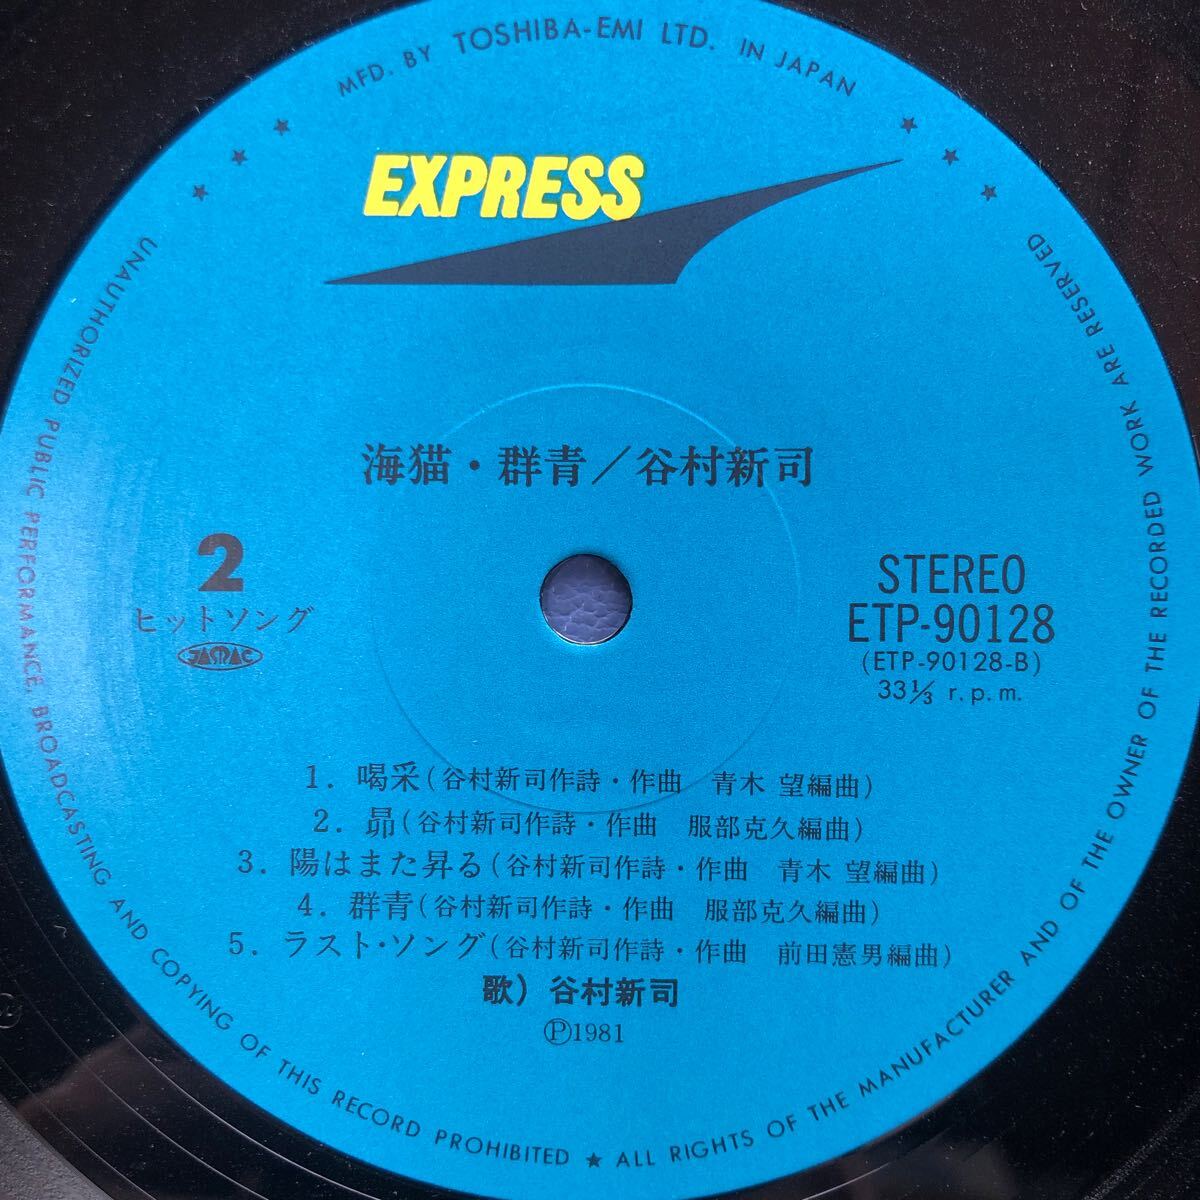 MFD. BY TOSHIBA-EMI LTD. IN JAPAN
EXPRESS
海猫・群青／谷村新司
2
ヒットソング
JASRAC
STEREO
ETP-90128
(ETP-90128-B)
33⅓ r.p.m.
1. 喝采(谷村新司作詩・作曲 青木 望編曲)
2. 昴(谷村新司作詩・作曲 服部克久編曲)
3. 陽はまた昇る(谷村新司作詩・作曲 青木 望編曲)
4. 群青(谷村新司作詩・作曲 服部克久編曲)
5. ラスト・ソング(谷村新司作詩・作曲 前田憲男編曲)
歌）谷村新司
Ⓟ1981
UNAUTHORIZED PUBLIC PERFORMANCE, BROADCASTING AND COPYING OF THIS RECORD PROHIBITED ★ ALL RIGHTS OF THE MANUFACTURER AND OF THE OWNER OF THE RECORDED WORK ARE RESERVED